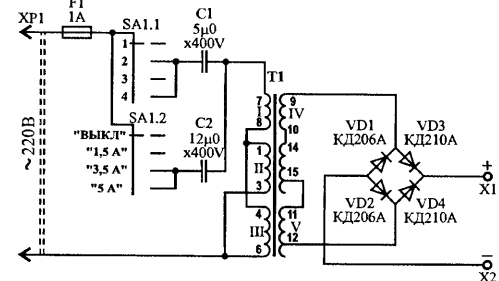 F1
XP1
1A
SA1.1
C1
5µ0
x400V
1
2
3
4
SA1.2
"ВЫКЛ"
"1,5 A"
"3,5 A"
"5 A"
C2
12µ0
x400V
~220В
T1
7
I
8
1
II
3
4
III
6
9
IV
10
14
15
11
V
12
VD1
КД206А
VD3
КД210А
VD2
КД206А
VD4
КД210А
+
X1
−
X2